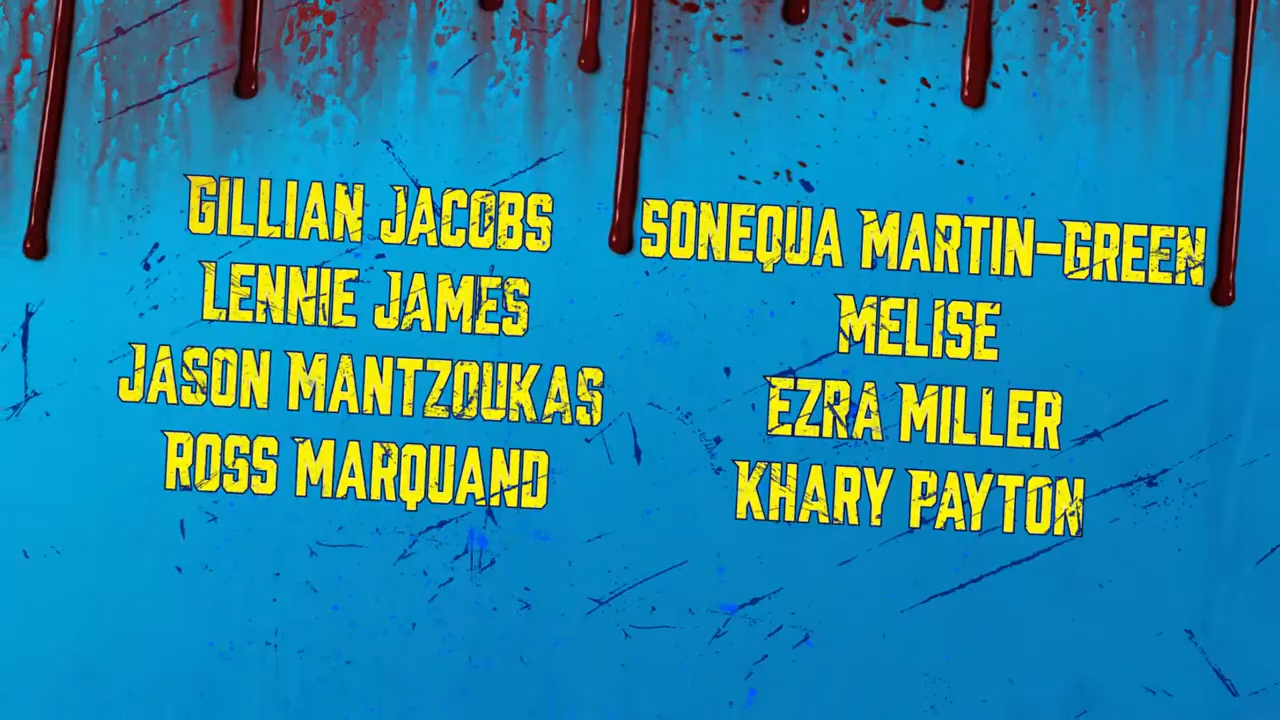 GILLIAN JACOBS
LENNIE JAMES
JASON MANTZOUKAS
ROSS MARQUAND
SONEQUA MARTIN-GREEN
MELISE
EZRA MILLER
KHARY PAYTON